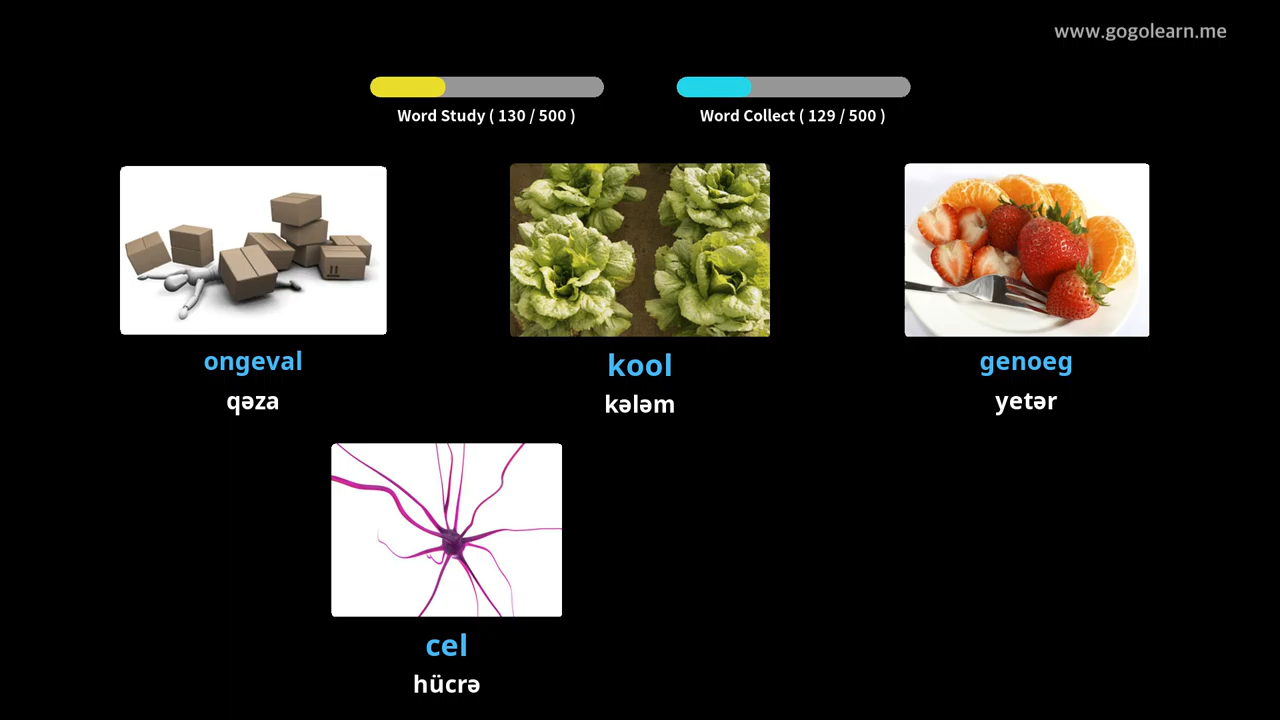 www.gogolearn.me
Word Study ( 130 / 500 )
Word Collect ( 129 / 500 )
ongeval
qəza
kool
kələm
genoeg
yetər
cel
hücrə